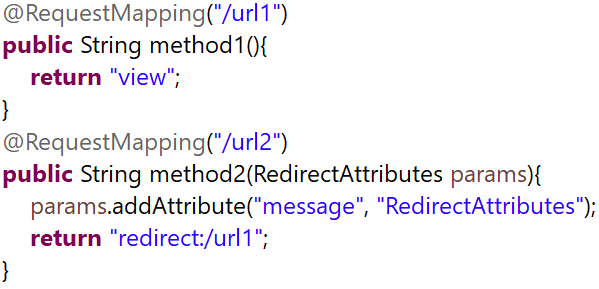 @RequestMapping("/url1")
public String method1(){
    return "view";
}
@RequestMapping("/url2")
public String method2(RedirectAttributes params){
    params.addAttribute("message", "RedirectAttributes");
    return "redirect:/url1";
}